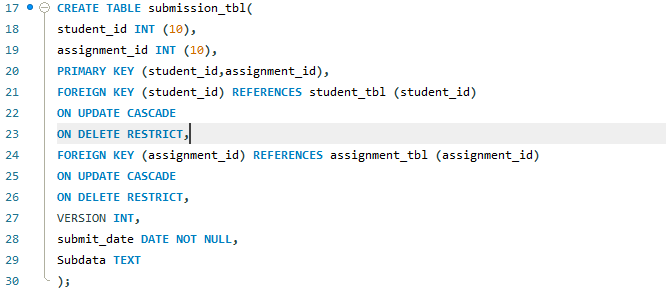 17 CREATE TABLE submission_tbl(
18 student_id INT (10),
19 assignment_id INT (10),
20 PRIMARY KEY (student_id,assignment_id),
21 FOREIGN KEY (student_id) REFERENCES student_tbl (student_id)
22 ON UPDATE CASCADE
23 ON DELETE RESTRICT,
24 FOREIGN KEY (assignment_id) REFERENCES assignment_tbl (assignment_id)
25 ON UPDATE CASCADE
26 ON DELETE RESTRICT,
27 VERSION INT,
28 submit_date DATE NOT NULL,
29 Subdata TEXT
30 );